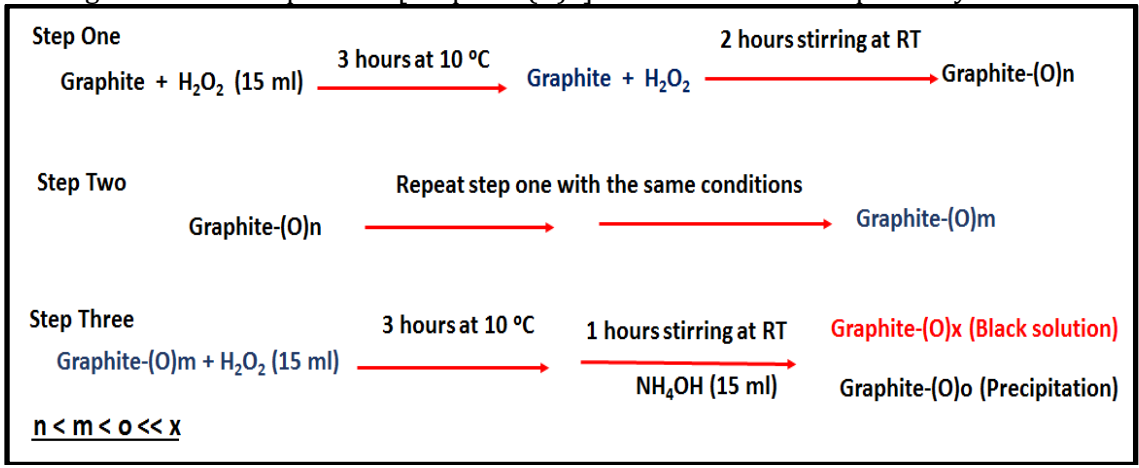 Step One
3 hours at 10 ºC
2 hours stirring at RT
Graphite + H₂O₂ (15 ml)
Graphite + H₂O₂
Graphite-(O)n
Step Two
Repeat step one with the same conditions
Graphite-(O)n
Graphite-(O)m
Step Three
3 hours at 10 ºC
1 hours stirring at RT
Graphite-(O)x (Black solution)
Graphite-(O)m + H₂O₂ (15 ml)
NH₄OH (15 ml)
Graphite-(O)o (Precipitation)
n < m < o << x